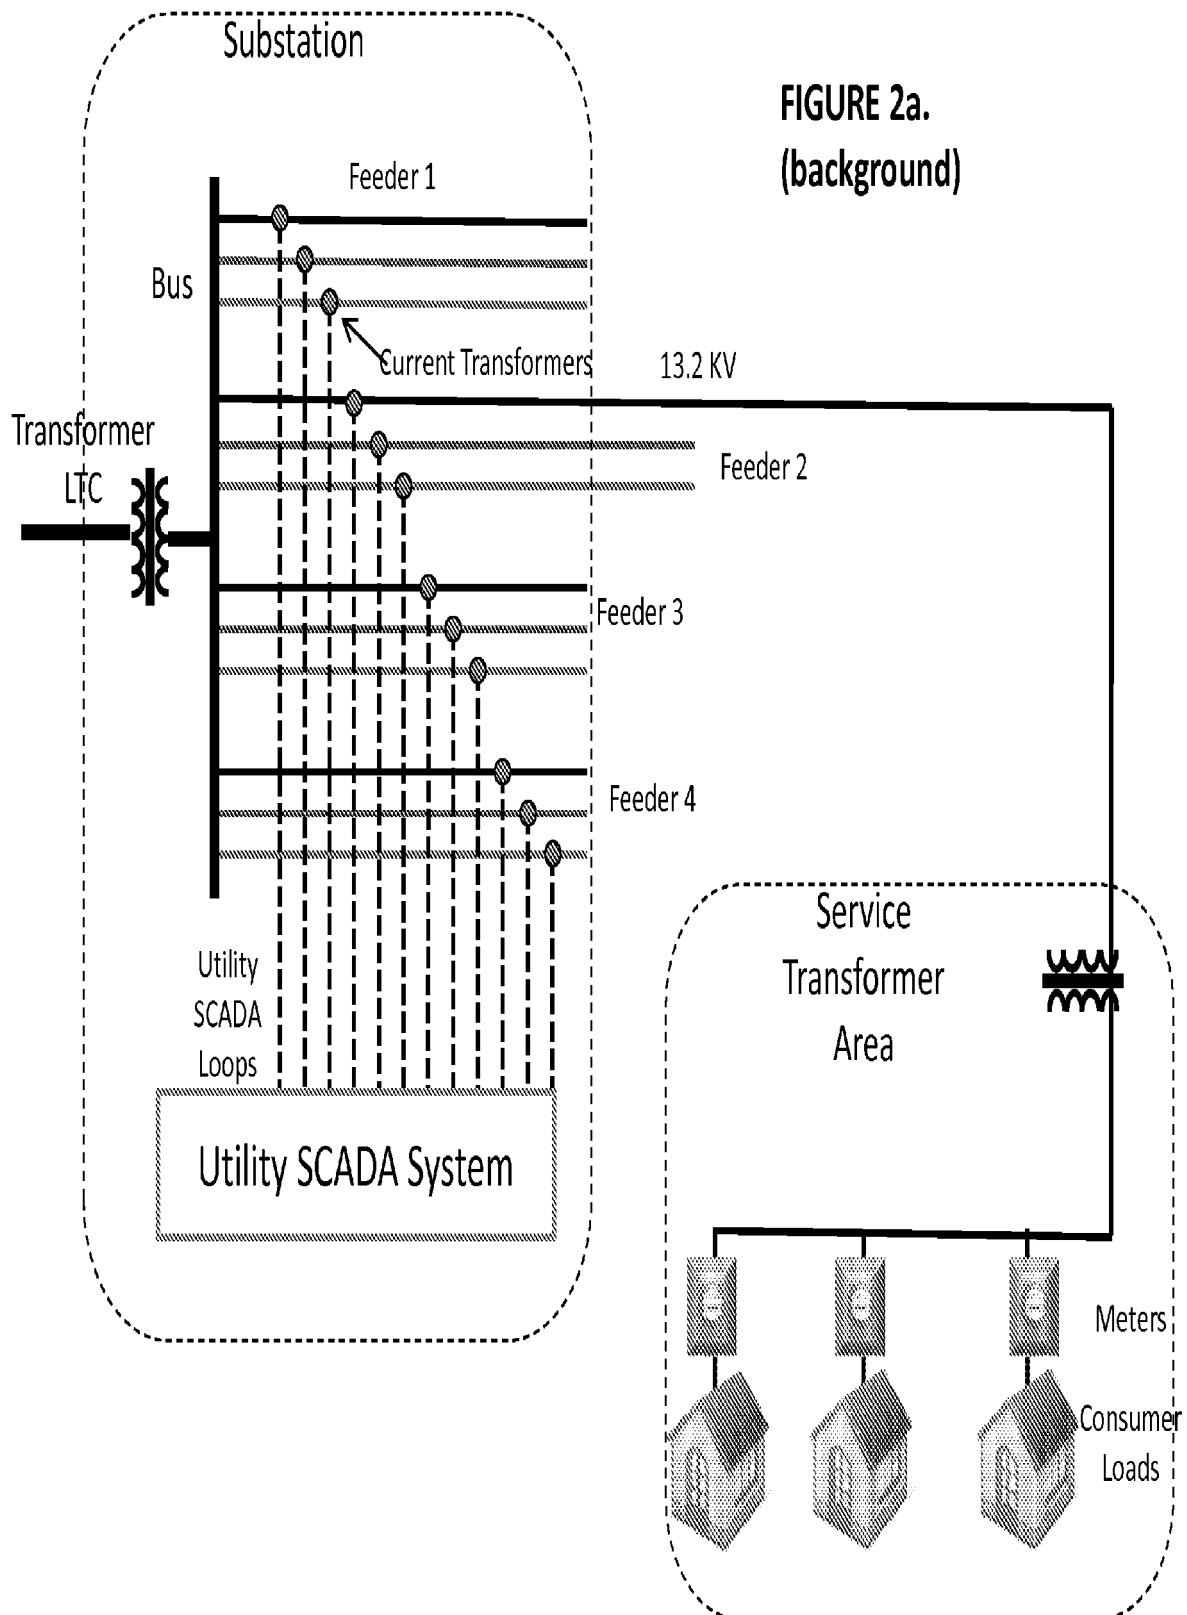 Substation
FIGURE 2a.
(background)
Feeder 1
Bus
Current Transformers
13.2 KV
Transformer
LTC
Feeder 2
Feeder 3
Feeder 4
Utility
SCADA
Loops
Utility SCADA System
Service
Transformer
Area
Meters
Consumer
Loads